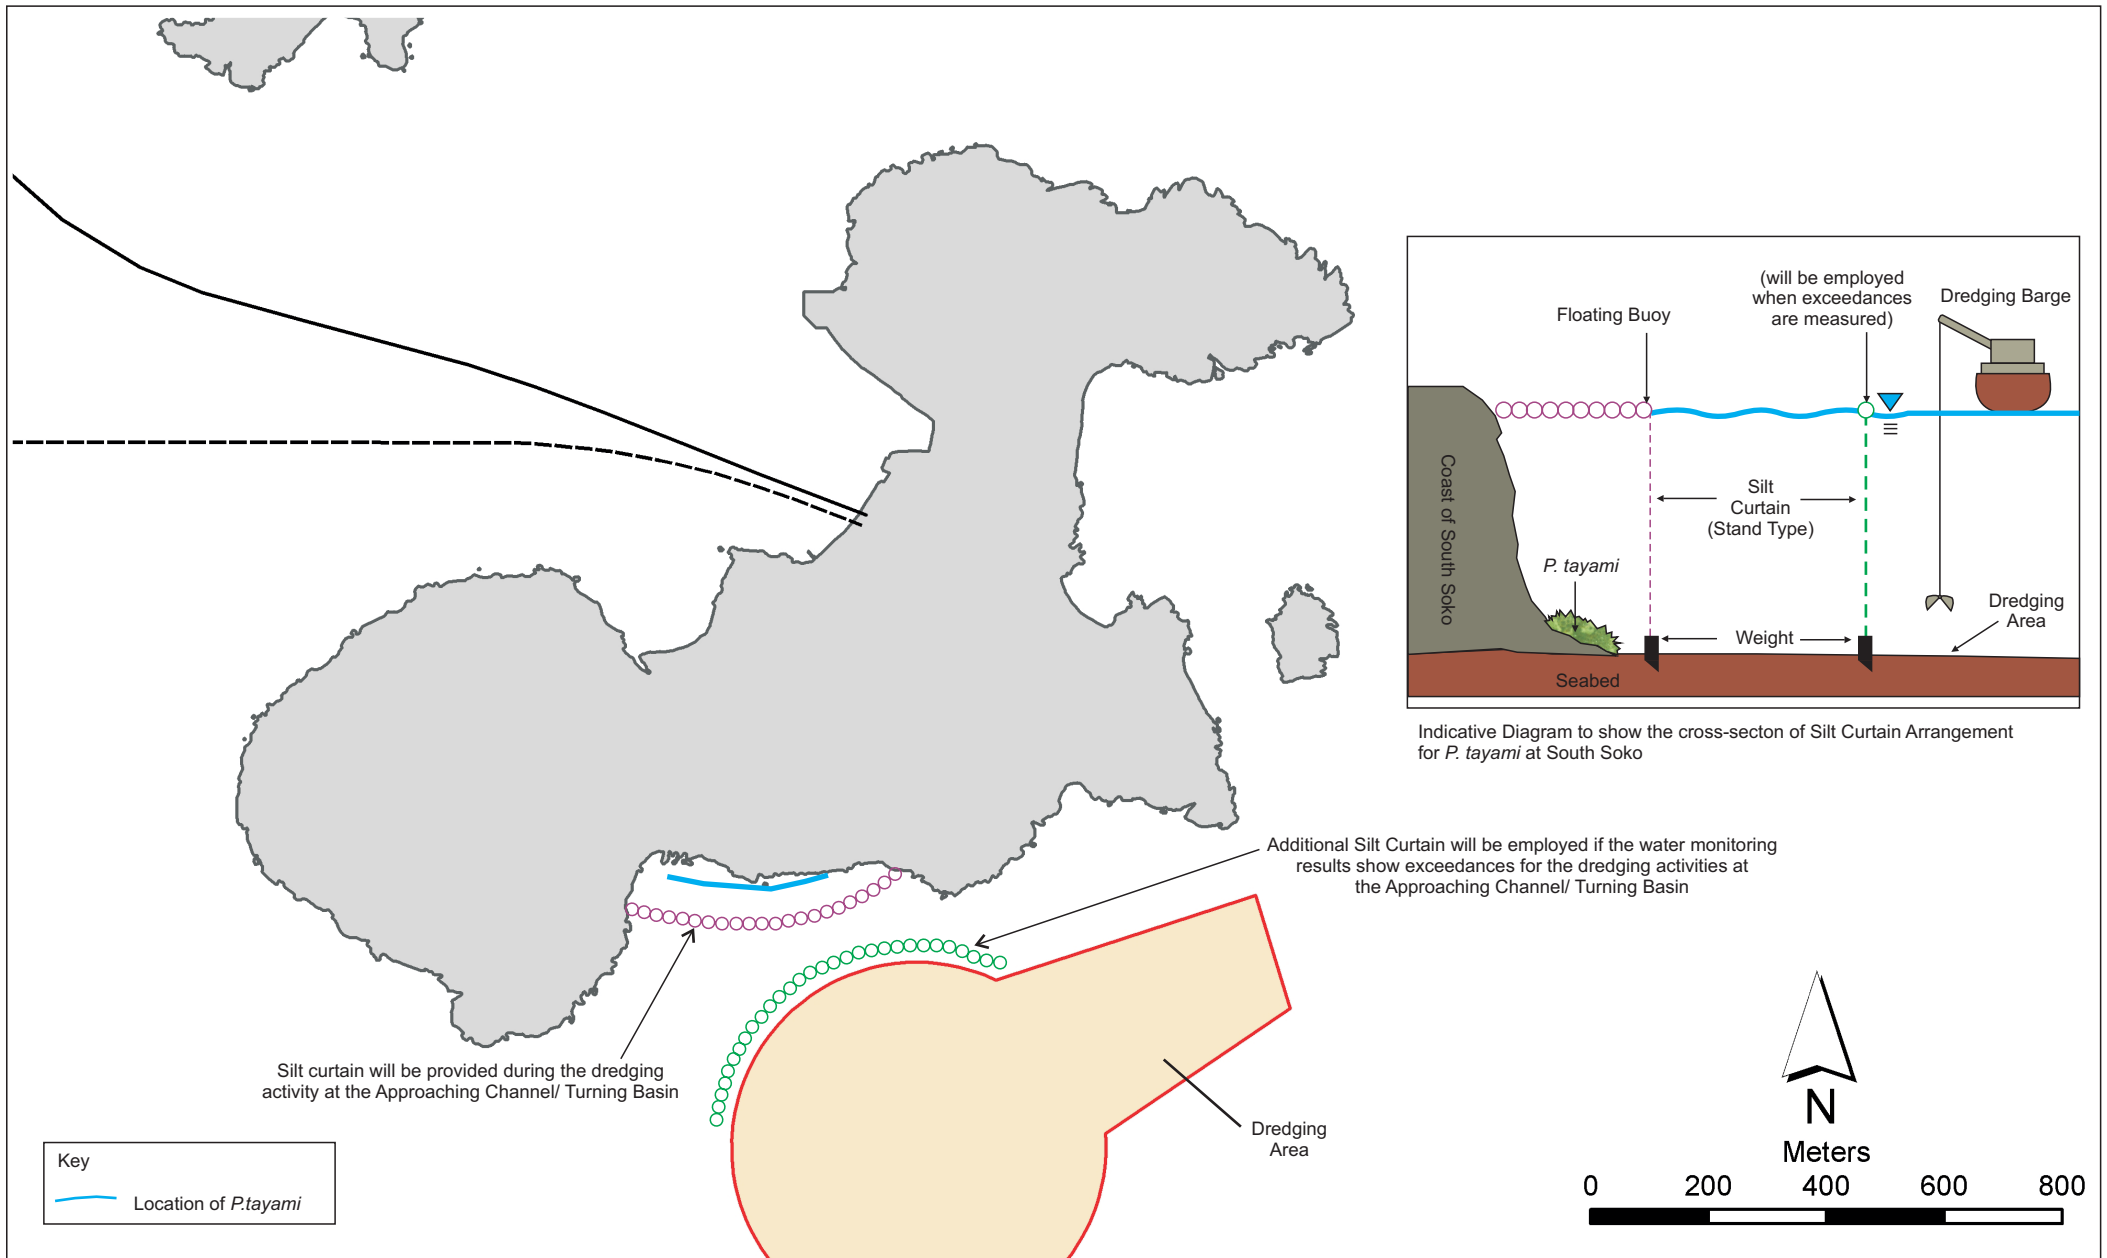 (will be employed
when exceedances
are measured)
Dredging Barge
Floating Buoy
Coast of South Soko
Silt
Curtain
(Stand Type)
P. tayami
Dredging
Area
Weight
Seabed
Indicative Diagram to show the cross-secton of Silt Curtain Arrangement
for P. tayami at South Soko
Additional Silt Curtain will be employed if the water monitoring
results show exceedances for the dredging activities at
the Approaching Channel/ Turning Basin
Silt curtain will be provided during the dredging
activity at the Approaching Channel/ Turning Basin
Dredging
Area
Key
Location of P.tayami
N
Meters
0 200 400 600 800